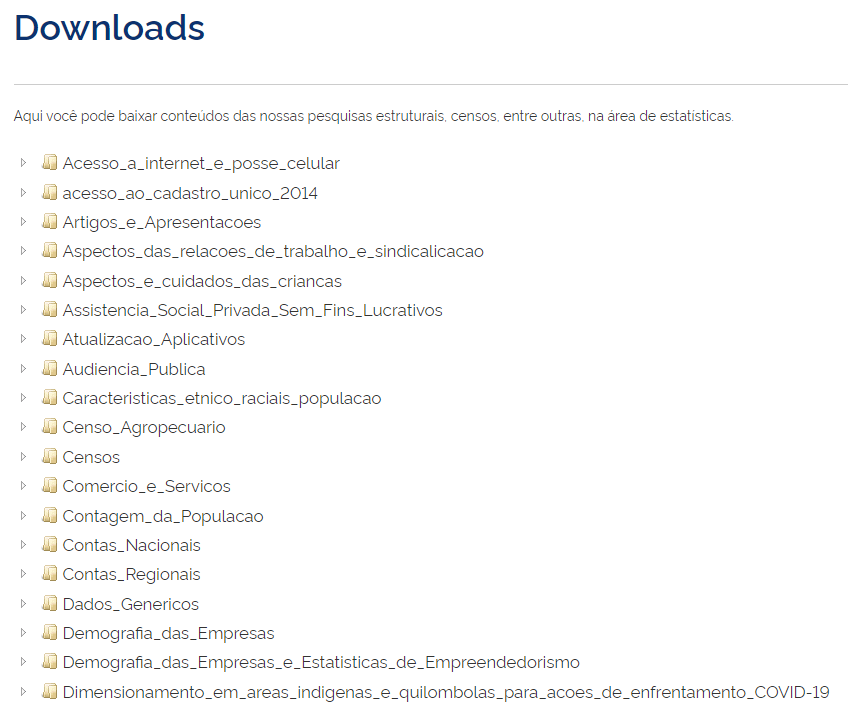 Downloads
Aqui você pode baixar conteúdos das nossas pesquisas estruturais, censos, entre outras, na área de estatísticas.
Acesso_a_internet_e_posse_celular
acesso_ao_cadastro_unico_2014
Artigos_e_Apresentacoes
Aspectos_das_relacoes_de_trabalho_e_sindicalicacao
Aspectos_e_cuidados_das_criancas
Assistencia_Social_Privada_Sem_Fins_Lucrativos
Atualizacao_Aplicativos
Audiencia_Publica
Caracteristicas_etnico_raciais_populacao
Censo_Agropecuario
Censos
Comercio_e_Servicos
Contagem_da_Populacao
Contas_Nacionais
Contas_Regionais
Dados_Genericos
Demografia_das_Empresas
Demografia_das_Empresas_e_Estatisticas_de_Empreendedorismo
Dimensionamento_em_areas_indigenas_e_quilombolas_para_acoes_de_enfrentamento_COVID-19